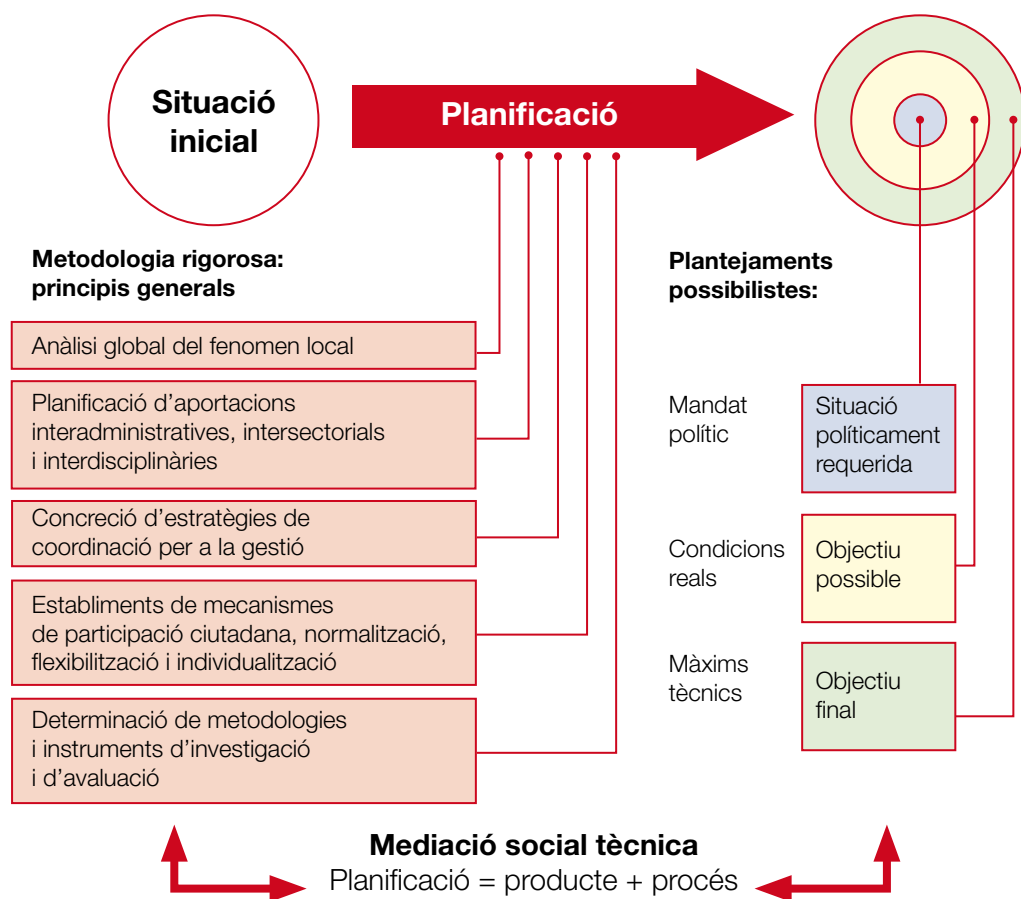 Situació
inicial
Planificació
Metodologia rigorosa:
principis generals
Anàlisi global del fenomen local
Planificació d'aportacions
interadministratives, intersectorials
i interdisciplinàries
Concreció d'estratègies de
coordinació per a la gestió
Establiments de mecanismes
de participació ciutadana, normalització,
flexibilització i individualització
Determinació de metodologies
i instruments d'investigació
i d'avaluació
Plantejaments
possibilistes:
Mandat
polític
Situació
políticament
requerida
Condicions
reals
Objectiu
possible
Màxims
tècnics
Objectiu
final
Mediació social tècnica
Planificació = producte + procés